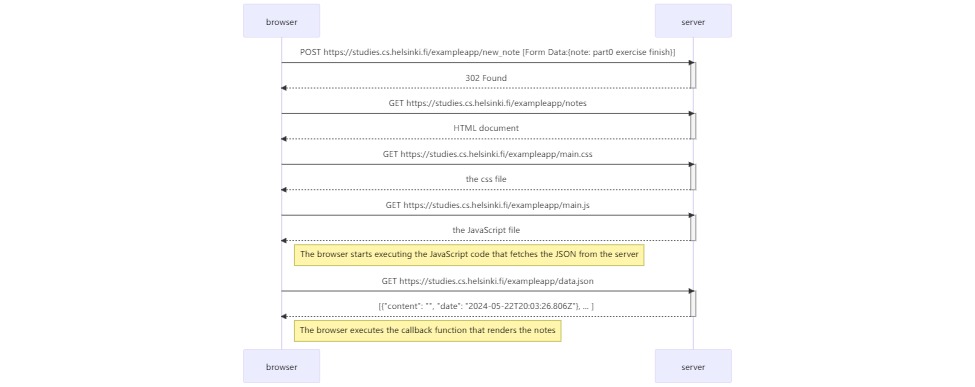 browser server
POST https://studies.cs.helsinki.fi/exampleapp/new_note [Form Data:{note: part0 exercise finish}]
302 Found
GET https://studies.cs.helsinki.fi/exampleapp/notes
HTML document
GET https://studies.cs.helsinki.fi/exampleapp/main.css
the css file
GET https://studies.cs.helsinki.fi/exampleapp/main.js
the JavaScript file
The browser starts executing the JavaScript code that fetches the JSON from the server
GET https://studies.cs.helsinki.fi/exampleapp/data.json
[{"content": "", "date": "2024-05-22T20:03:26.806Z"}, ... ]
The browser executes the callback function that renders the notes
browser server